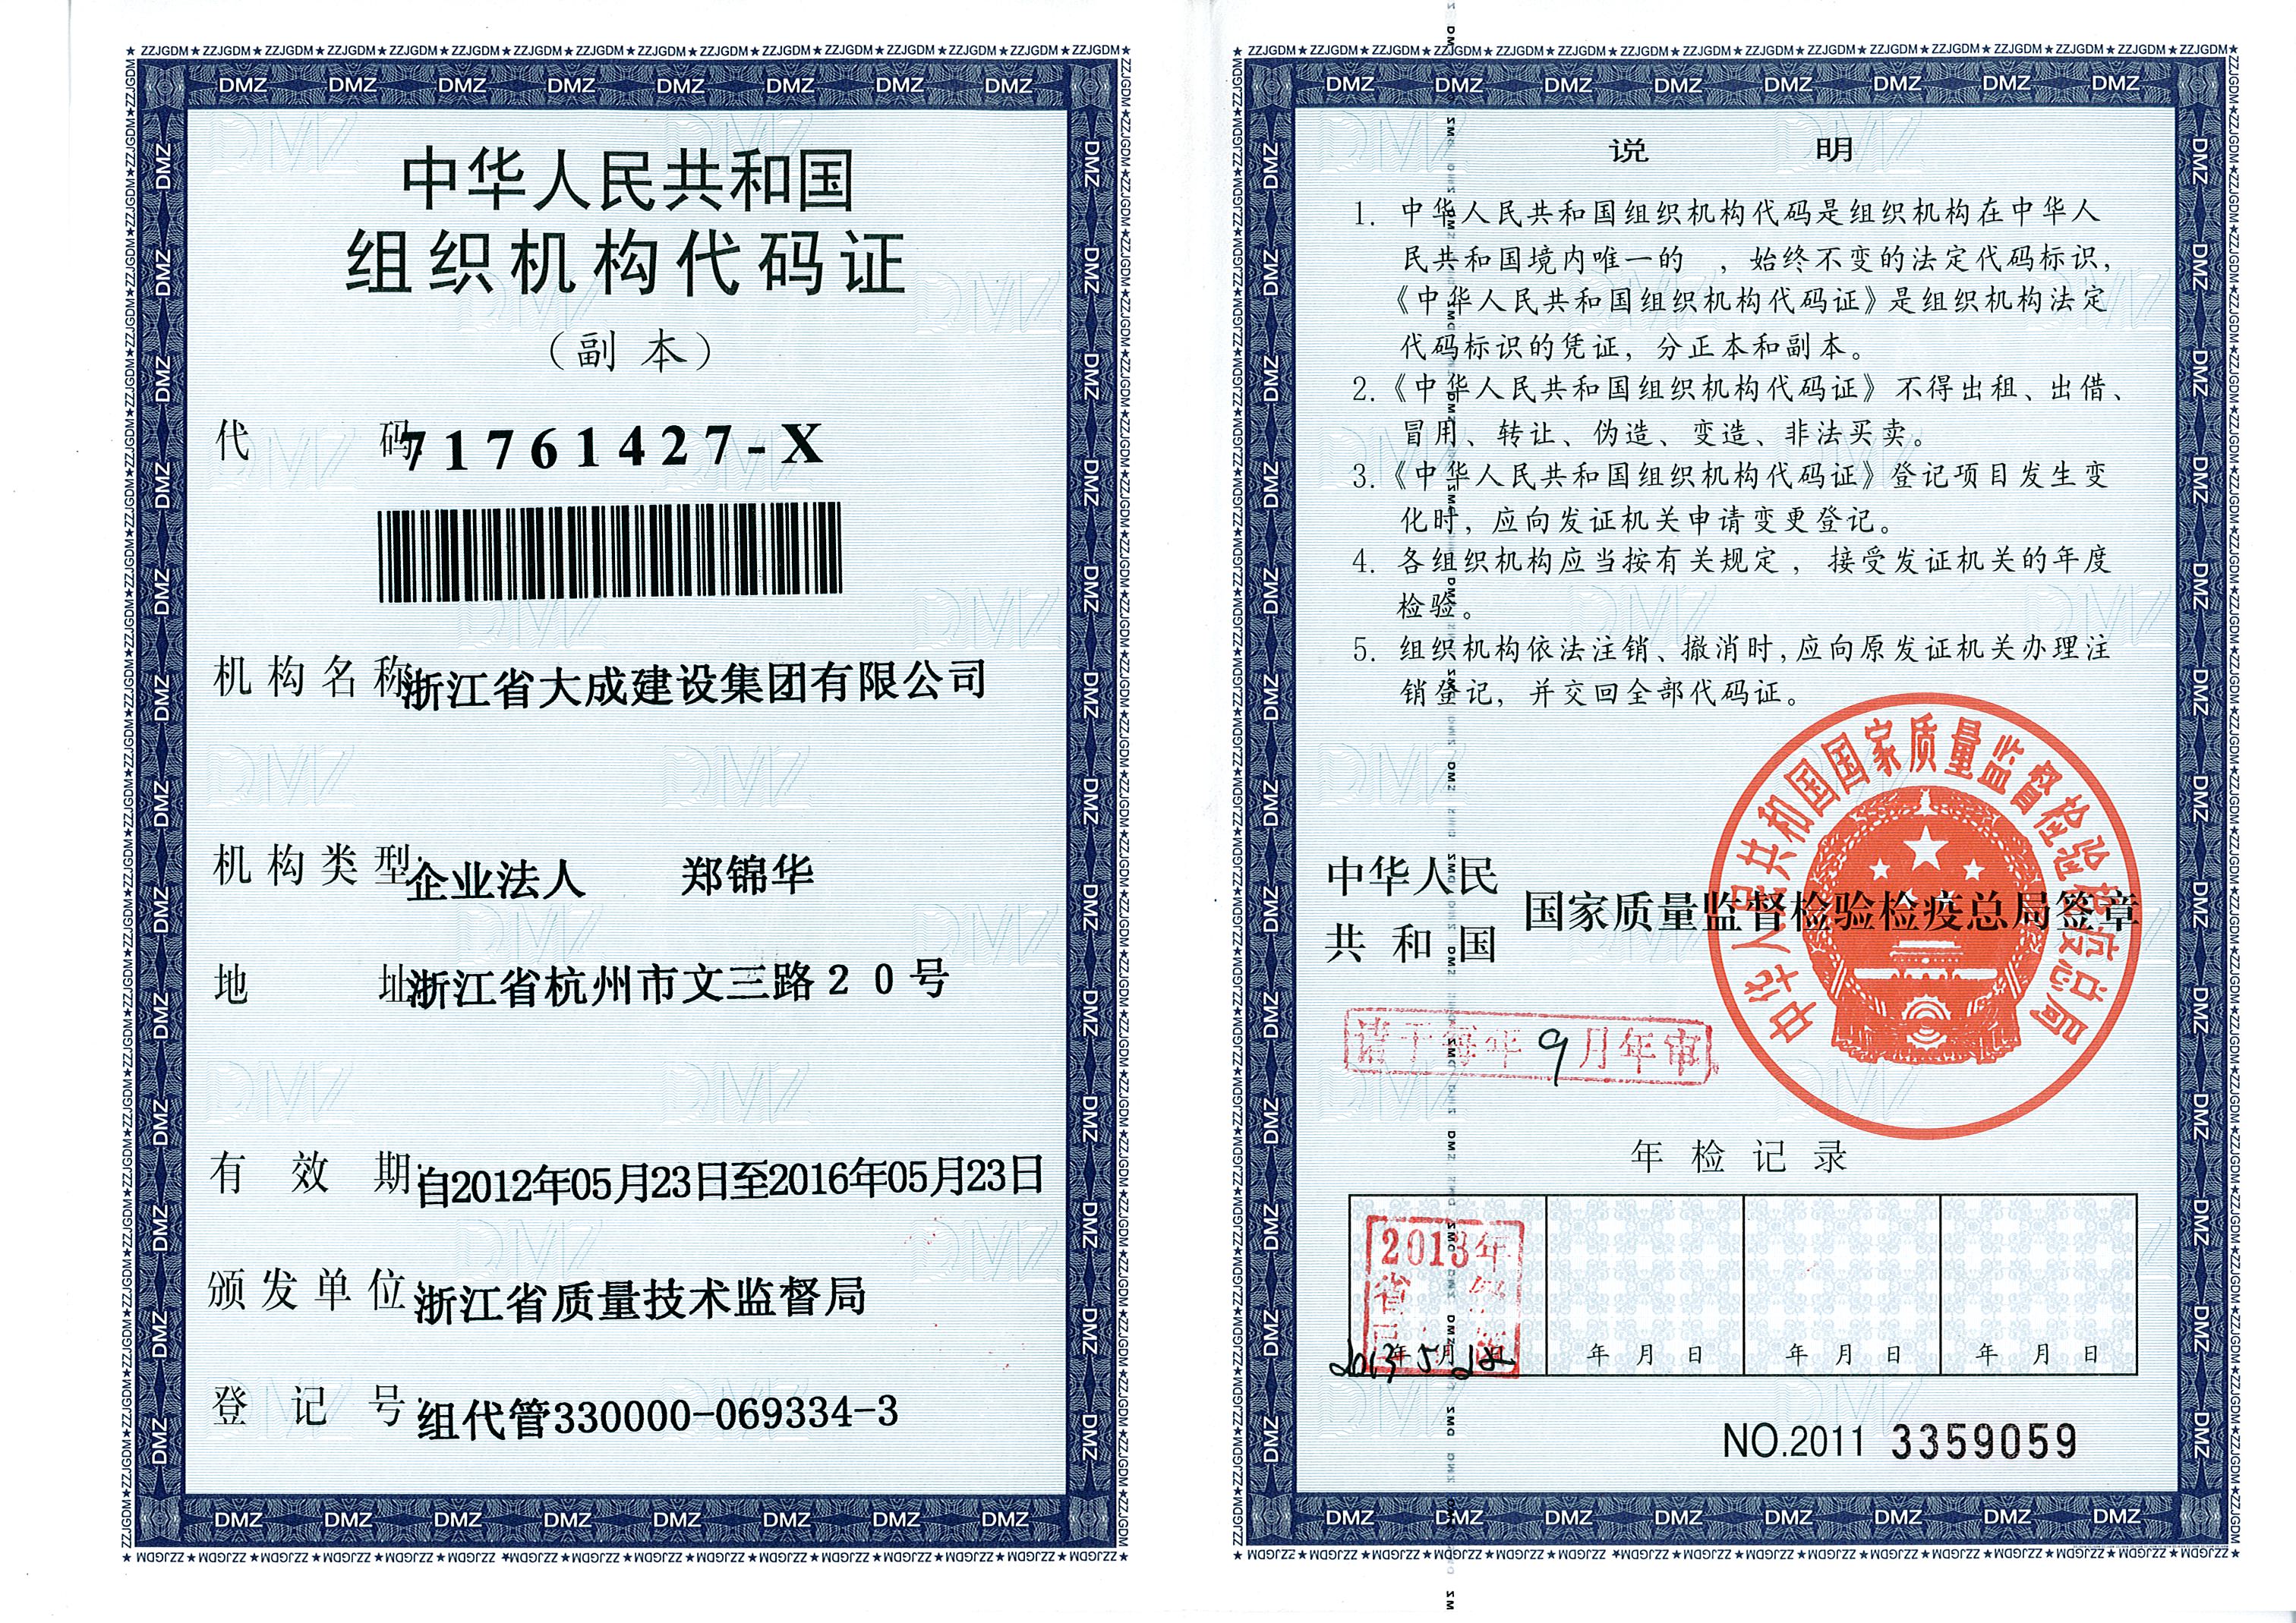 中华人民共和国
组织机构代码证
（副 本）
代 码 71761427-X
机构名称 浙江省大成建设集团有限公司
机构类型 企业法人 郑锦华
地 址 浙江省杭州市文三路20号
有 效 期 自2012年05月23日至2016年05月23日
颁发单位 浙江省质量技术监督局
登 记 号 组代管330000-069334-3
说 明
1. 中华人民共和国组织机构代码是组织机构在中华人
民共和国境内唯一的 ，始终不变的法定代码标识，
《中华人民共和国组织机构代码证》是组织机构法定
代码标识的凭证，分正本和副本。
2.《中华人民共和国组织机构代码证》不得出租、出借、
冒用、转让、伪造、变造、非法买卖。
3.《中华人民共和国组织机构代码证》登记项目发生变
化时，应向发证机关申请变更登记。
4. 各组织机构应当按有关规定，接受发证机关的年度
检验。
5. 组织机构依法注销、撤消时，应向原发证机关办理注
销登记，并交回全部代码证。
中华人民共和国国家质量监督检验检疫总局
中华人民
共 和 国
国家质量监督检验检疫总局签章
请于每年 9 月年审
年检记录
2013年
省
2013 年 5 月
年 月 日
年 月 日
年 月 日
NO.2011 3359059
DMZ
ZZJGDM